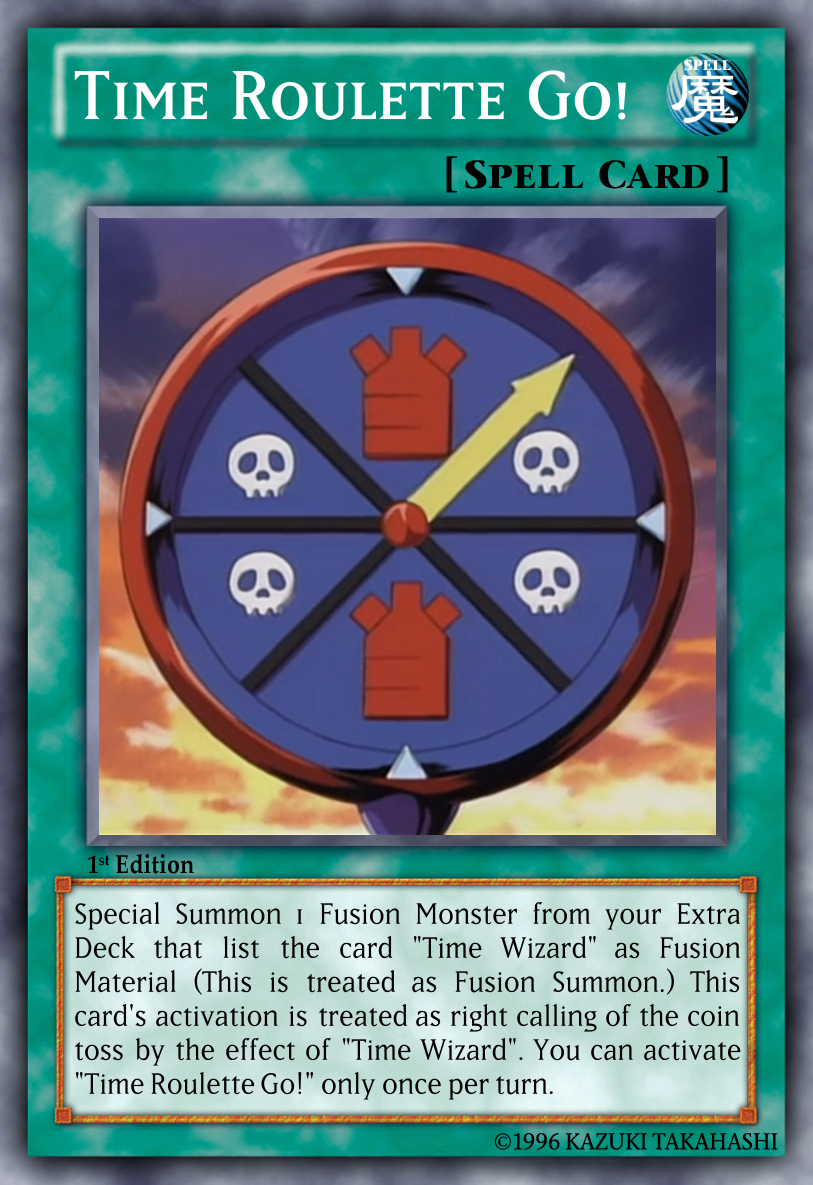 Time Roulette Go!
SPELL
魔
[Spell Card]
1st Edition
Special Summon 1 Fusion Monster from your Extra
Deck that list the card "Time Wizard" as Fusion
Material (This is treated as Fusion Summon.) This
card's activation is treated as right calling of the coin
toss by the effect of "Time Wizard". You can activate
"Time Roulette Go!" only once per turn.
©1996 KAZUKI TAKAHASHI